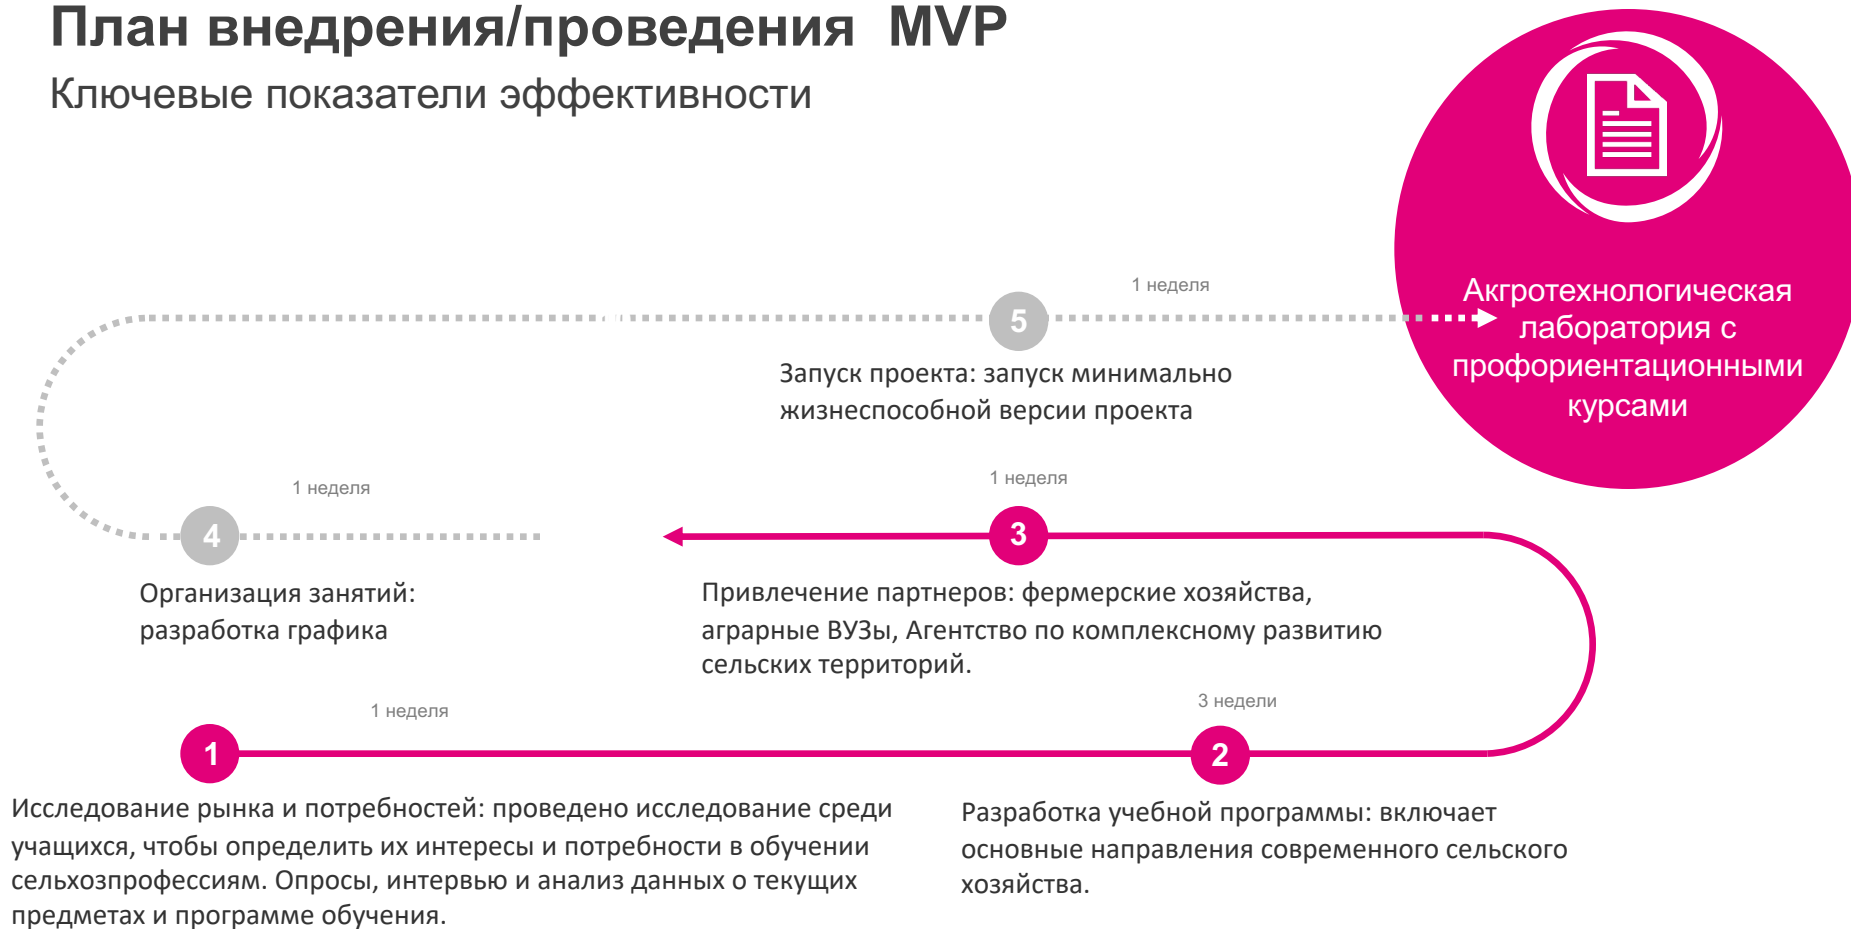 План внедрения/проведения MVP
Ключевые показатели эффективности
Акгротехнологическая
лаборатория с
профориентационными
курсами
1 неделя
5
Запуск проекта: запуск минимально
жизнеспособной версии проекта
1 неделя
4
Организация занятий:
разработка графика
1 неделя
3
Привлечение партнеров: фермерские хозяйства,
аграрные ВУЗы, Агентство по комплексному развитию
сельских территорий.
1 неделя
1
Исследование рынка и потребностей: проведено исследование среди
учащихся, чтобы определить их интересы и потребности в обучении
сельхозпрофессиям. Опросы, интервью и анализ данных о текущих
предметах и программе обучения.
3 недели
2
Разработка учебной программы: включает
основные направления современного сельского
хозяйства.